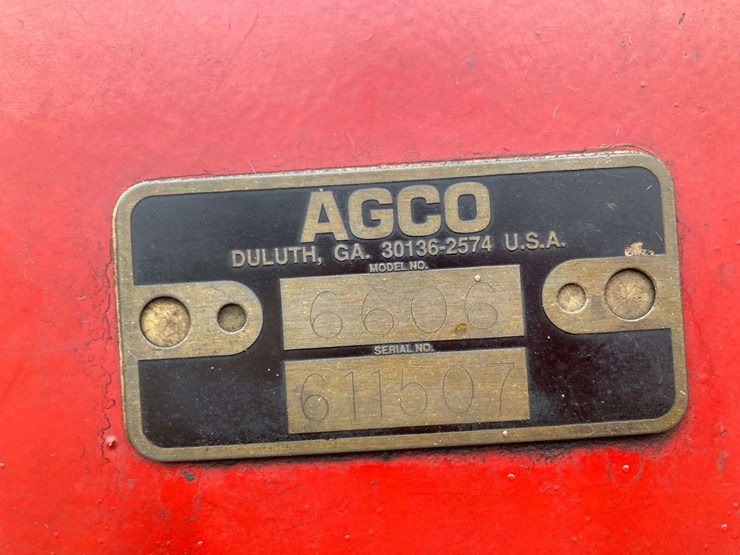 AGCO
DULUTH, GA. 30136-2574 U.S.A.
MODEL NO.
6606
SERIAL NO.
611507